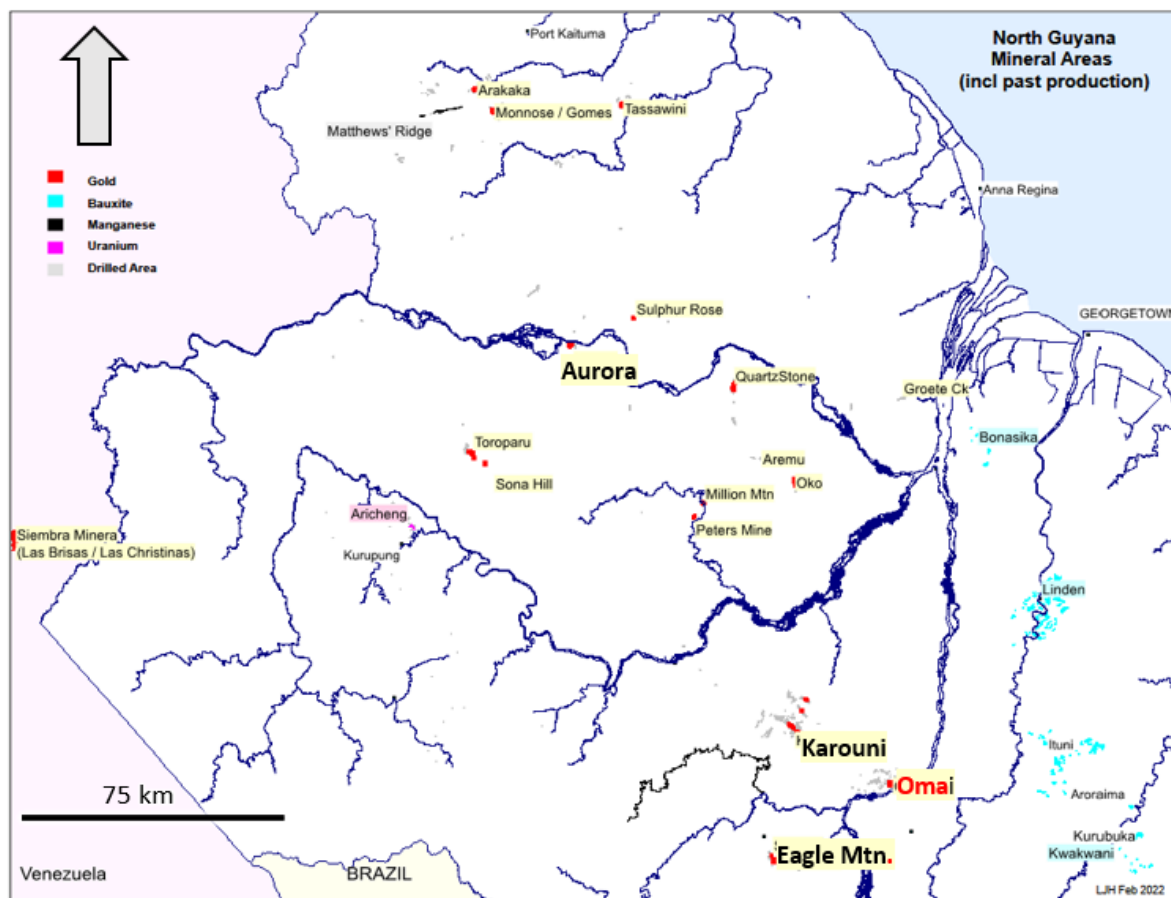 North Guyana
Mineral Areas
(incl past production)
Port Kaituma
Arakaka
Monnose / Gomes
Tassawini
Matthews' Ridge
Gold
Bauxite
Manganese
Uranium
Drilled Area
Anna Regina
Sulphur Rose
GEORGETOWN
Aurora
QuartzStone
Groete Ck
Bonasika
Toroparu
Sona Hill
Aremu
Oko
Million Mtn
Peters Mine
Aricheng
Kurupung
Siembra Minera
(Las Brisas / Las Christinas)
Linden
Karouni
Ituni
Omai
Aroraima
75 km
Kurubuka
Kwakwani
Eagle Mtn.
Venezuela
BRAZIL
LJH Feb 2022